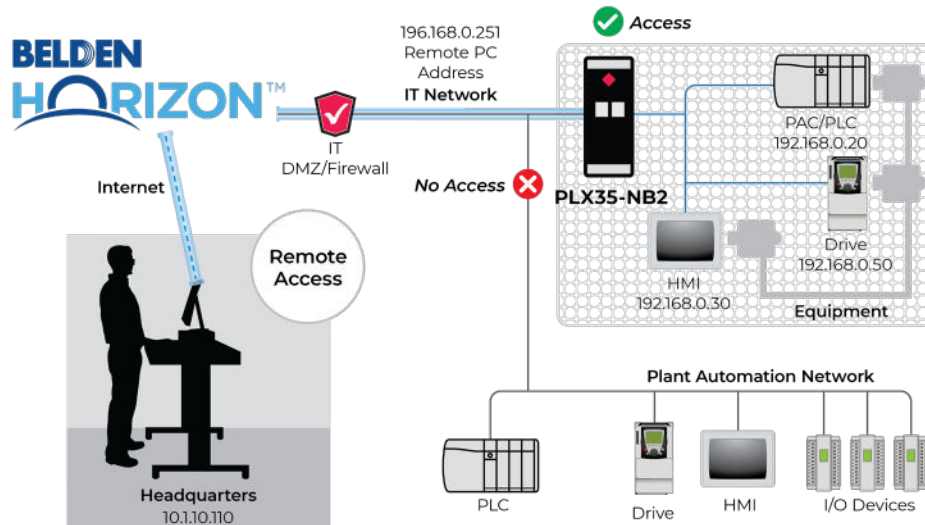 BELDEN
HORIZON™
196.168.0.251
Remote PC
Address
IT Network
IT
DMZ/Firewall
Access
No Access
PLX35-NB2
PAC/PLC
192.168.0.20
Drive
192.168.0.50
HMI
192.168.0.30
Equipment
Internet
Remote
Access
Headquarters
10.1.10.110
Plant Automation Network
PLC
Drive
HMI
I/O Devices